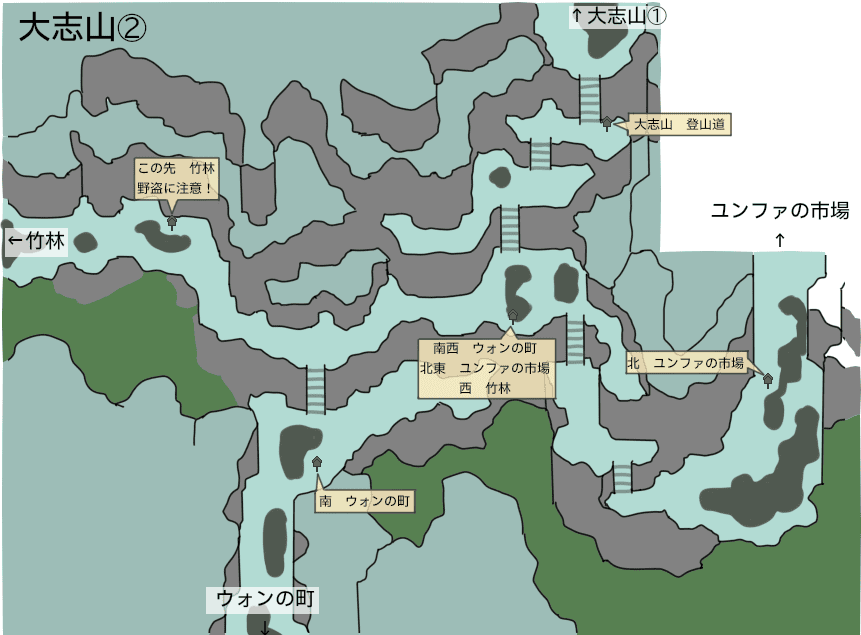 大志山②
↑大志山①
大志山　登山道
この先　竹林
野盗に注意！
ユンファの市場
↑
←竹林
南西　ウォンの町
北東　ユンファの市場
西　竹林
北　ユンファの市場
南　ウォンの町
ウォンの町
↓